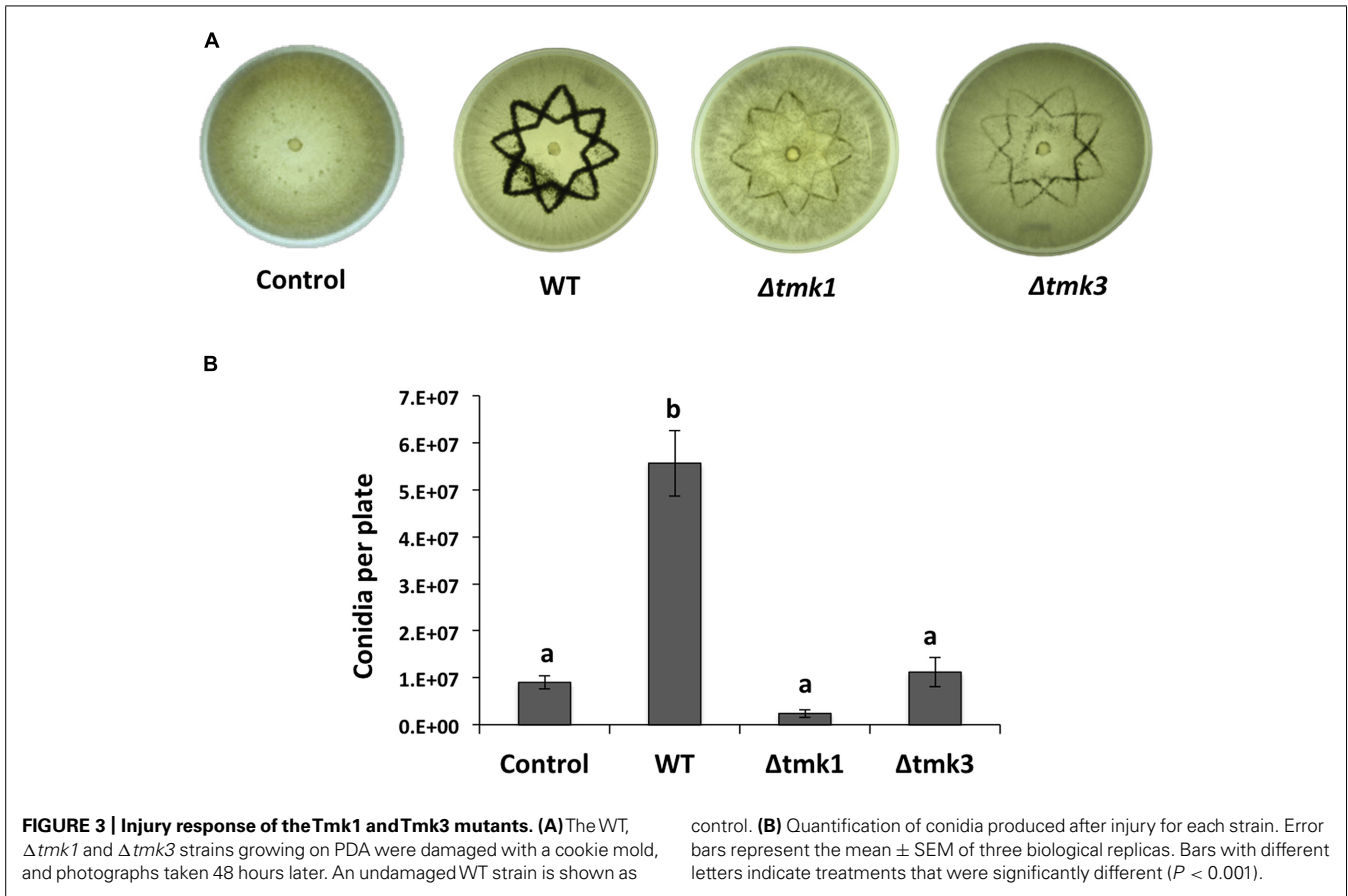 A
Control
WT
Δtmk1
Δtmk3
B
7.E+07
6.E+07
5.E+07
4.E+07
3.E+07
2.E+07
1.E+07
0.E+00
Conidia per plate
a
b
a
a
Control
WT
Δtmk1
Δtmk3
FIGURE 3 | Injury response of the Tmk1 and Tmk3 mutants. (A) The WT,
Δtmk1 and Δtmk3 strains growing on PDA were damaged with a cookie mold,
and photographs taken 48 hours later. An undamaged WT strain is shown as
control. (B) Quantification of conidia produced after injury for each strain. Error
bars represent the mean ± SEM of three biological replicas. Bars with different
letters indicate treatments that were significantly different (P < 0.001).